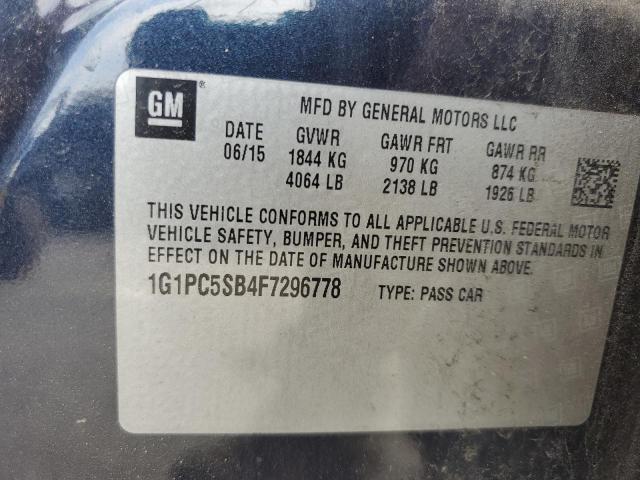 GM ®
MFD BY GENERAL MOTORS LLC
DATE GVWR GAWR FRT GAWR RR
06/15 1844 KG 970 KG 874 KG
4064 LB 2138 LB 1926 LB
THIS VEHICLE CONFORMS TO ALL APPLICABLE U.S. FEDERAL MOTOR
VEHICLE SAFETY, BUMPER, AND THEFT PREVENTION STANDARDS IN
EFFECT ON THE DATE OF MANUFACTURE SHOWN ABOVE.
1G1PC5SB4F7296778 TYPE: PASS CAR